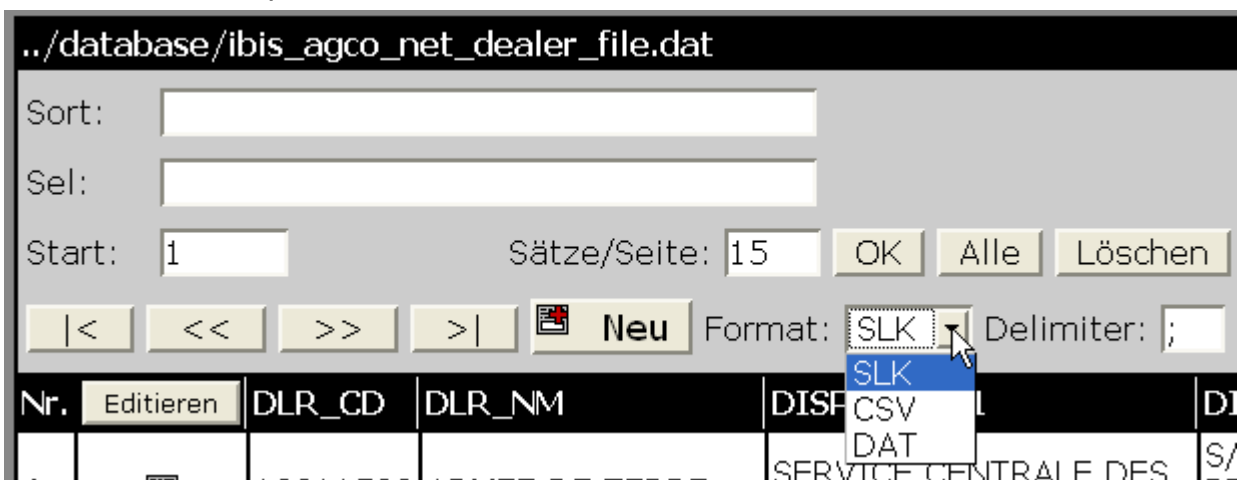 ../database/ibis_agco_net_dealer_file.dat
Sort:
Sel:
Start: 1 Sätze/Seite: 15 OK Alle Löschen
|< << >> >| Neu Format: SLK Delimiter: ;
SLK
CSV
DAT
Nr. Editieren DLR_CD DLR_NM
SERVICE CENTRALE DES